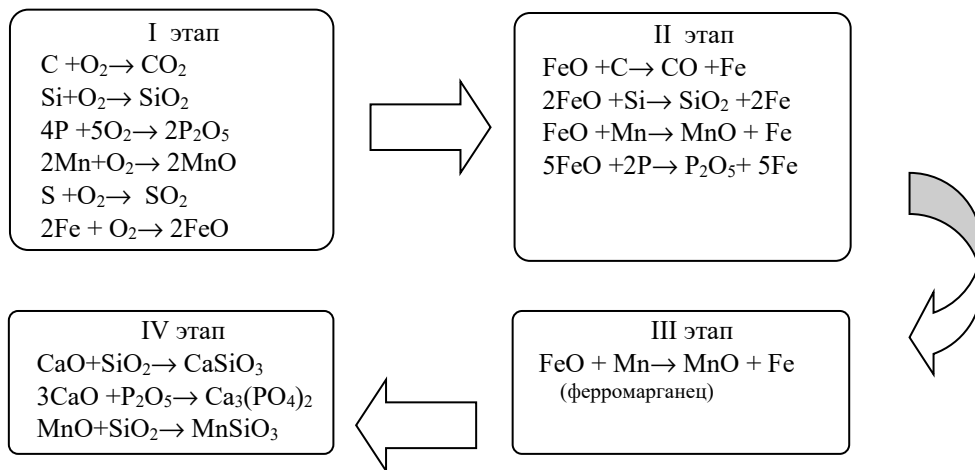 I этап
C +O₂→ CO₂
Si+O₂→ SiO₂
4P +5O₂→ 2P₂O₅
2Mn+O₂→ 2MnO
S +O₂→ SO₂
2Fe + O₂→ 2FeO
II этап
FeO +C→ CO +Fe
2FeO +Si→ SiO₂ +2Fe
FeO +Mn→ MnO + Fe
5FeO +2P→ P₂O₅+ 5Fe
III этап
FeO + Mn→ MnO + Fe
(ферромарганец)
IV этап
CaO+SiO₂→ CaSiO₃
3CaO +P₂O₅→ Ca₃(PO₄)₂
MnO+SiO₂→ MnSiO₃